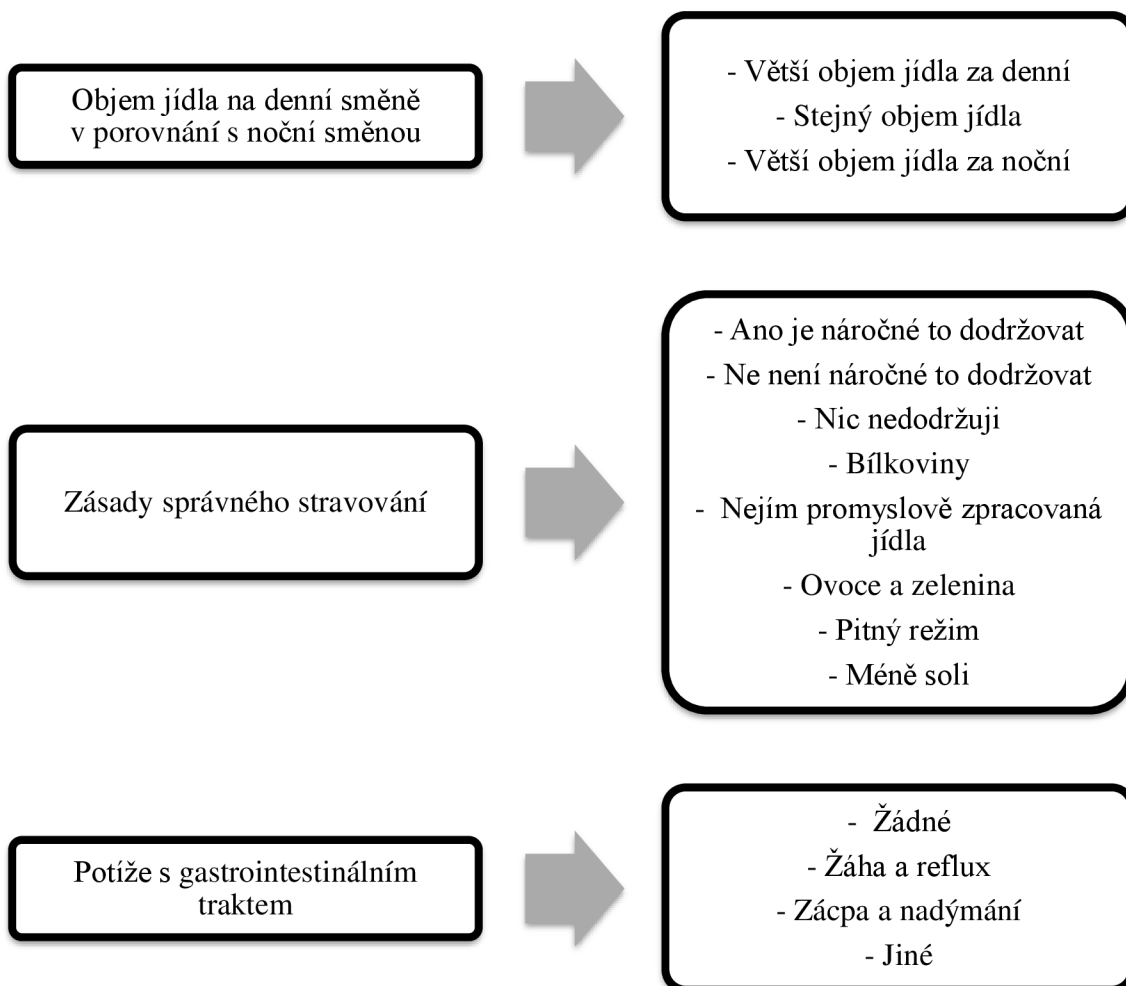 Objem jídla na denní směně
v porovnání s noční směnou
- Větší objem jídla za denní
- Stejný objem jídla
- Větší objem jídla za noční
Zásady správného stravování
- Ano je náročné to dodržovat
- Ne není náročné to dodržovat
- Nic nedodržuji
- Bílkoviny
- Nejím promyslově zpracovaná
jídla
- Ovoce a zelenina
- Pitný režim
- Méně soli
Potíže s gastrointestinálním
traktem
- Žádné
- Žáha a reflux
- Zácpa a nadýmání
- Jiné